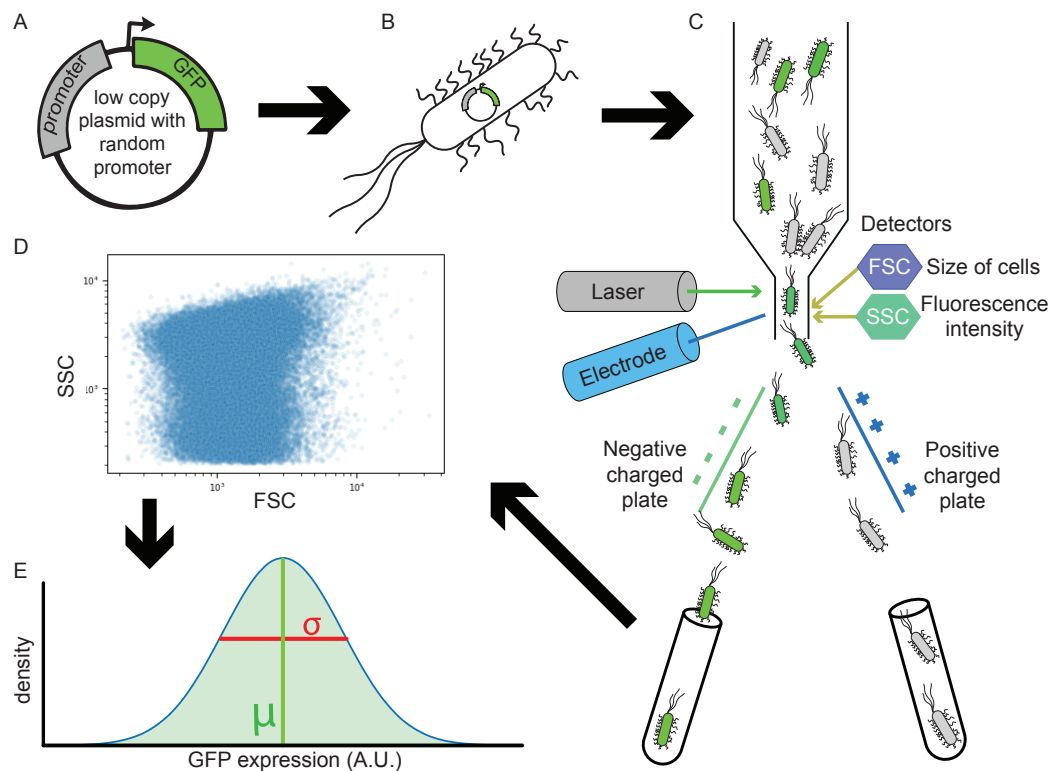 A
promoter
GFP
low copy
plasmid with
random
promoter
B
C
Detectors
FSC
Size of cells
SSC
Fluorescence
intensity
Laser
Electrode
Negative
charged
plate
Positive
charged
plate
D
SSC
10⁴
10³
10³
10⁴
FSC
E
density
σ
μ
GFP expression (A.U.)